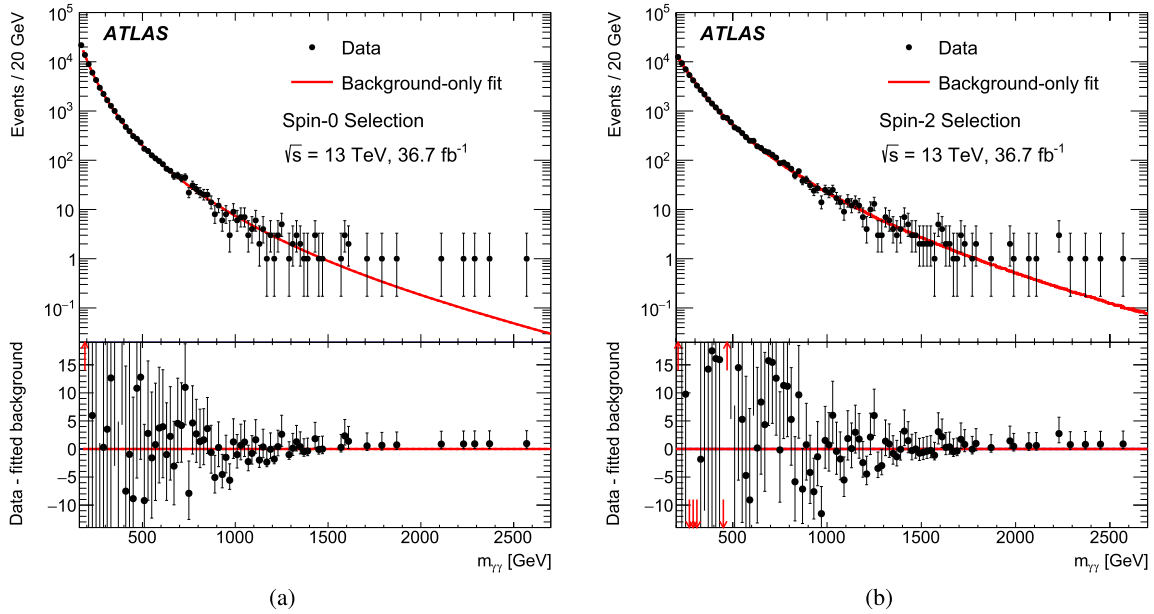 Events / 20 GeV
10⁵
10⁴
10³
10²
10
1
10⁻¹
ATLAS
Data
Background-only fit
Spin-0 Selection
√s = 13 TeV, 36.7 fb⁻¹
Data - fitted background
15
10
5
0
−5
−10
500 1000 1500 2000 2500
mγγ [GeV]
(a)
Events / 20 GeV
10⁵
10⁴
10³
10²
10
1
10⁻¹
ATLAS
Data
Background-only fit
Spin-2 Selection
√s = 13 TeV, 36.7 fb⁻¹
Data - fitted background
15
10
5
0
−5
−10
500 1000 1500 2000 2500
mγγ [GeV]
(b)